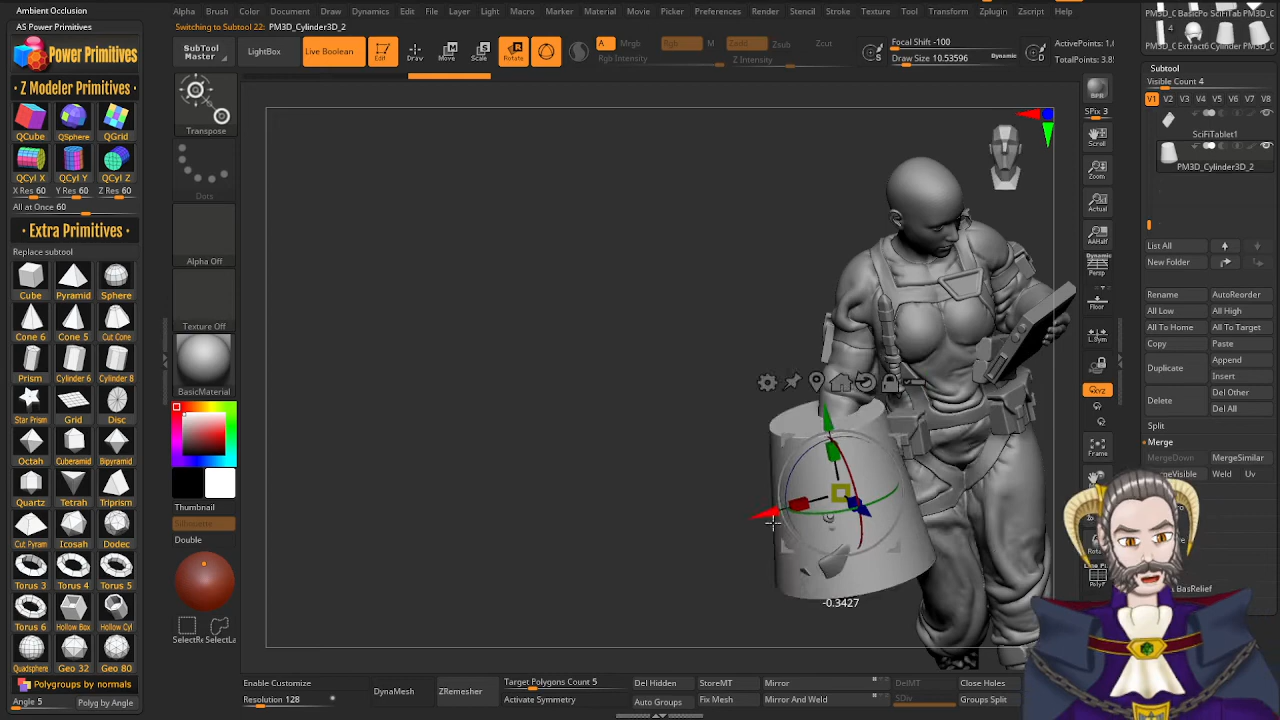 Ambient Occlusion
Alpha Brush Color Document Draw Dynamics Edit File Layer Light Macro Marker Material Movie Picker Preferences Render Stencil Stroke Texture Tool Transform Zplugin Zscript Help
AS Power Primitives
Switching to Subtool 22: PM3D_Cylinder3D_2
Power Primitives
SubTool
Master
LightBox
Live Boolean
Edit
Draw
Move
Scale
Rotate
A
Mrgb
Rgb
M
Zadd
Zsub
Zcut
Rgb Intensity
Z Intensity
S
Focal Shift -100
Draw Size 10.53596
Dynamic
D
ActivePoints: 1,
TotalPoints: 3.8
PM3D_C BasicPo SciFiTab PM3D_C
4
PM3D_C Extract6 Cylinder PM3D_C
Subtool
Visible Count 4
V1 V2 V3 V4 V5 V6 V7 V8
SciFiTablet1
PM3D_Cylinder3D_2
List All
New Folder
Rename
AutoReorder
All Low
All High
All To Home
All To Target
Copy
Paste
Duplicate
Append
Insert
Delete
Del Other
Del All
Split
Merge
MergeDown
MergeSimilar
Weld
Uv
BasRelief
Z Modeler Primitives
QCube
QSphere
QGrid
QCyl X
QCyl Y
QCyl Z
X Res 60
Y Res 60
Z Res 60
All at Once 60
Extra Primitives
Replace subtool
Cube
Pyramid
Sphere
Cone 6
Cone 5
Cut Cone
Prism
Cylinder 6
Cylinder 8
Star Prism
Grid
Disc
Octah
Cuberamid
Bipyramid
Quartz
Tetrah
Triprism
Cut Pyram
Icosah
Dodec
Torus 3
Torus 4
Torus 5
Torus 6
Hollow Box
Hollow Cyl
Quadsphere
Geo 32
Geo 80
Polygroups by normals
Angle 5
Polyg by Angle
Transpose
Dots
Alpha Off
Texture Off
BasicMaterial
Thumbnail
Silhouette
Double
SelectRe
SelectLa
BPR
SPix 3
Scroll
Zoom
Actual
AAHalf
Dynamic
Persp
Floor
L.Sym
XYZ
Frame
-0.3427
Enable Customize
Resolution 128
DynaMesh
ZRemesher
Target Polygons Count 5
Activate Symmetry
Del Hidden
Auto Groups
StoreMT
Fix Mesh
Mirror
Mirror And Weld
DelMT
SDiv
Close Holes
Groups Split